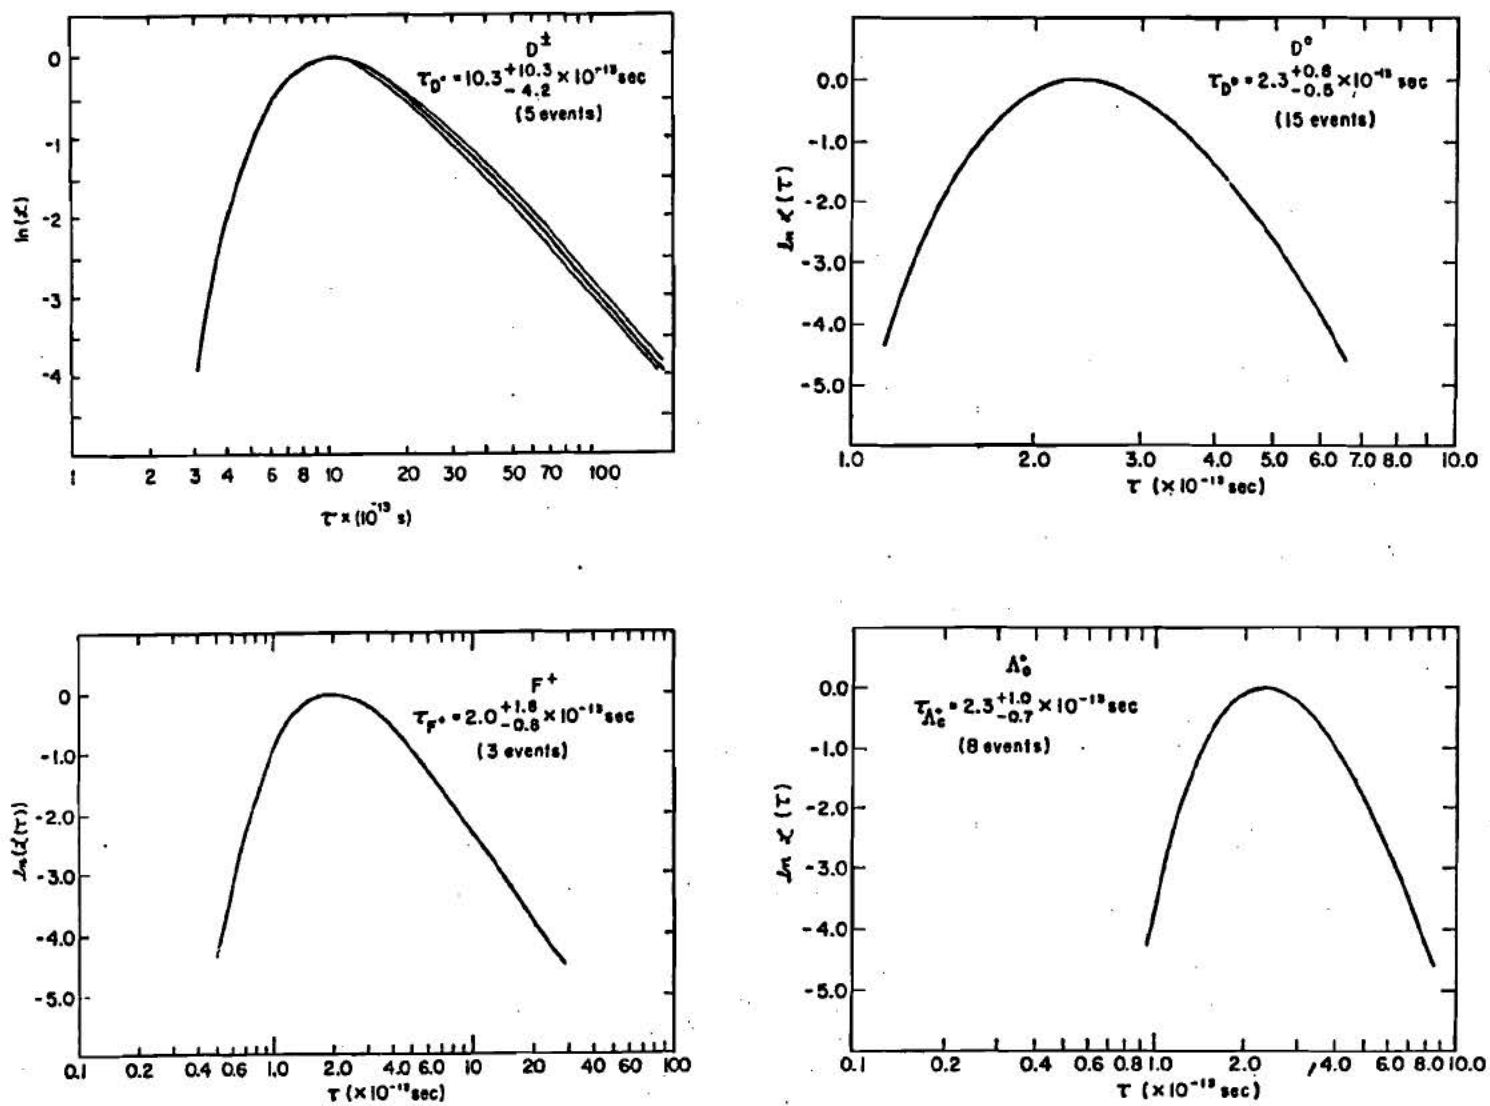 D±
τD· = 10.3 +10.3 -4.2 ×10⁻¹³ sec
(5 events)
0
-1
-2
-3
-4
ln(ℒ)
1 2 3 4 6 8 10 20 30 50 70 100
τ × (10⁻¹³ s)
D°
τD° = 2.3 +0.8 -0.5 ×10⁻¹³ sec
(15 events)
0.0
-1.0
-2.0
-3.0
-4.0
-5.0
ln ℒ (τ)
1.0 2.0 3.0 4.0 5.0 6.0 7.0 8.0 10.0
τ (×10⁻¹³ sec)
F⁺
τF⁺ = 2.0 +1.8 -0.8 ×10⁻¹³ sec
(3 events)
0
-1.0
-2.0
-3.0
-4.0
-5.0
ln(ℒ(τ))
0.1 0.2 0.4 0.6 1.0 2.0 4.0 6.0 10 20 40 60 100
τ (×10⁻¹³ sec)
Λc⁺
τΛc⁺ = 2.3 +1.0 -0.7 ×10⁻¹³ sec
(8 events)
0.0
-1.0
-2.0
-3.0
-4.0
-5.0
ln ℒ (τ)
0.1 0.2 0.4 0.6 0.8 1.0 2.0 4.0 6.0 8.0 10.0
τ (×10⁻¹³ sec)